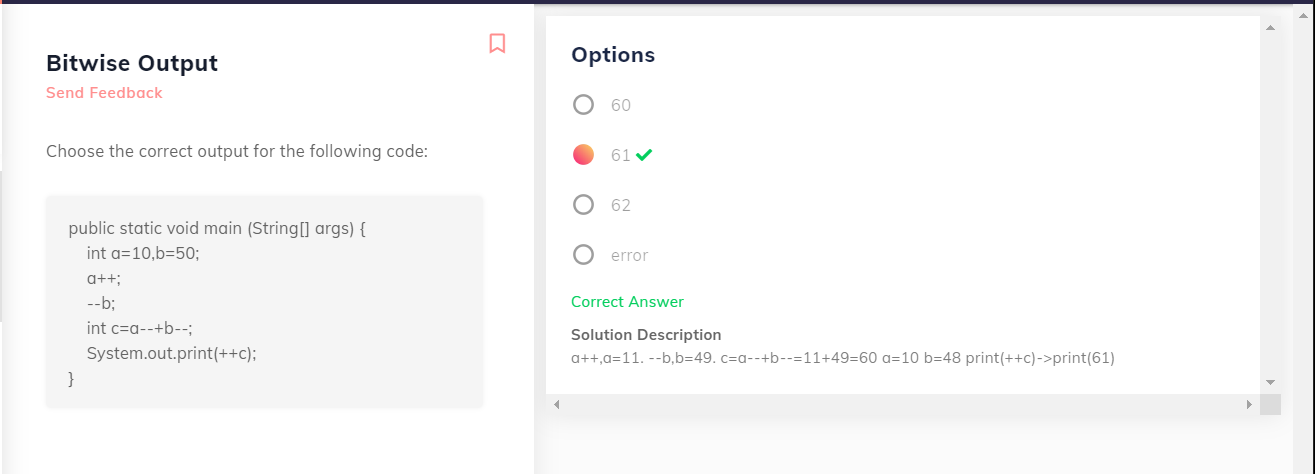 Bitwise Output
Send Feedback
Choose the correct output for the following code:
public static void main (String[] args) {
    int a=10,b=50;
    a++;
    --b;
    int c=a--+b--;
    System.out.print(++c);
}
Options
60
61
62
error
Correct Answer
Solution Description
a++,a=11. --b,b=49. c=a--+b--=11+49=60 a=10 b=48 print(++c)->print(61)